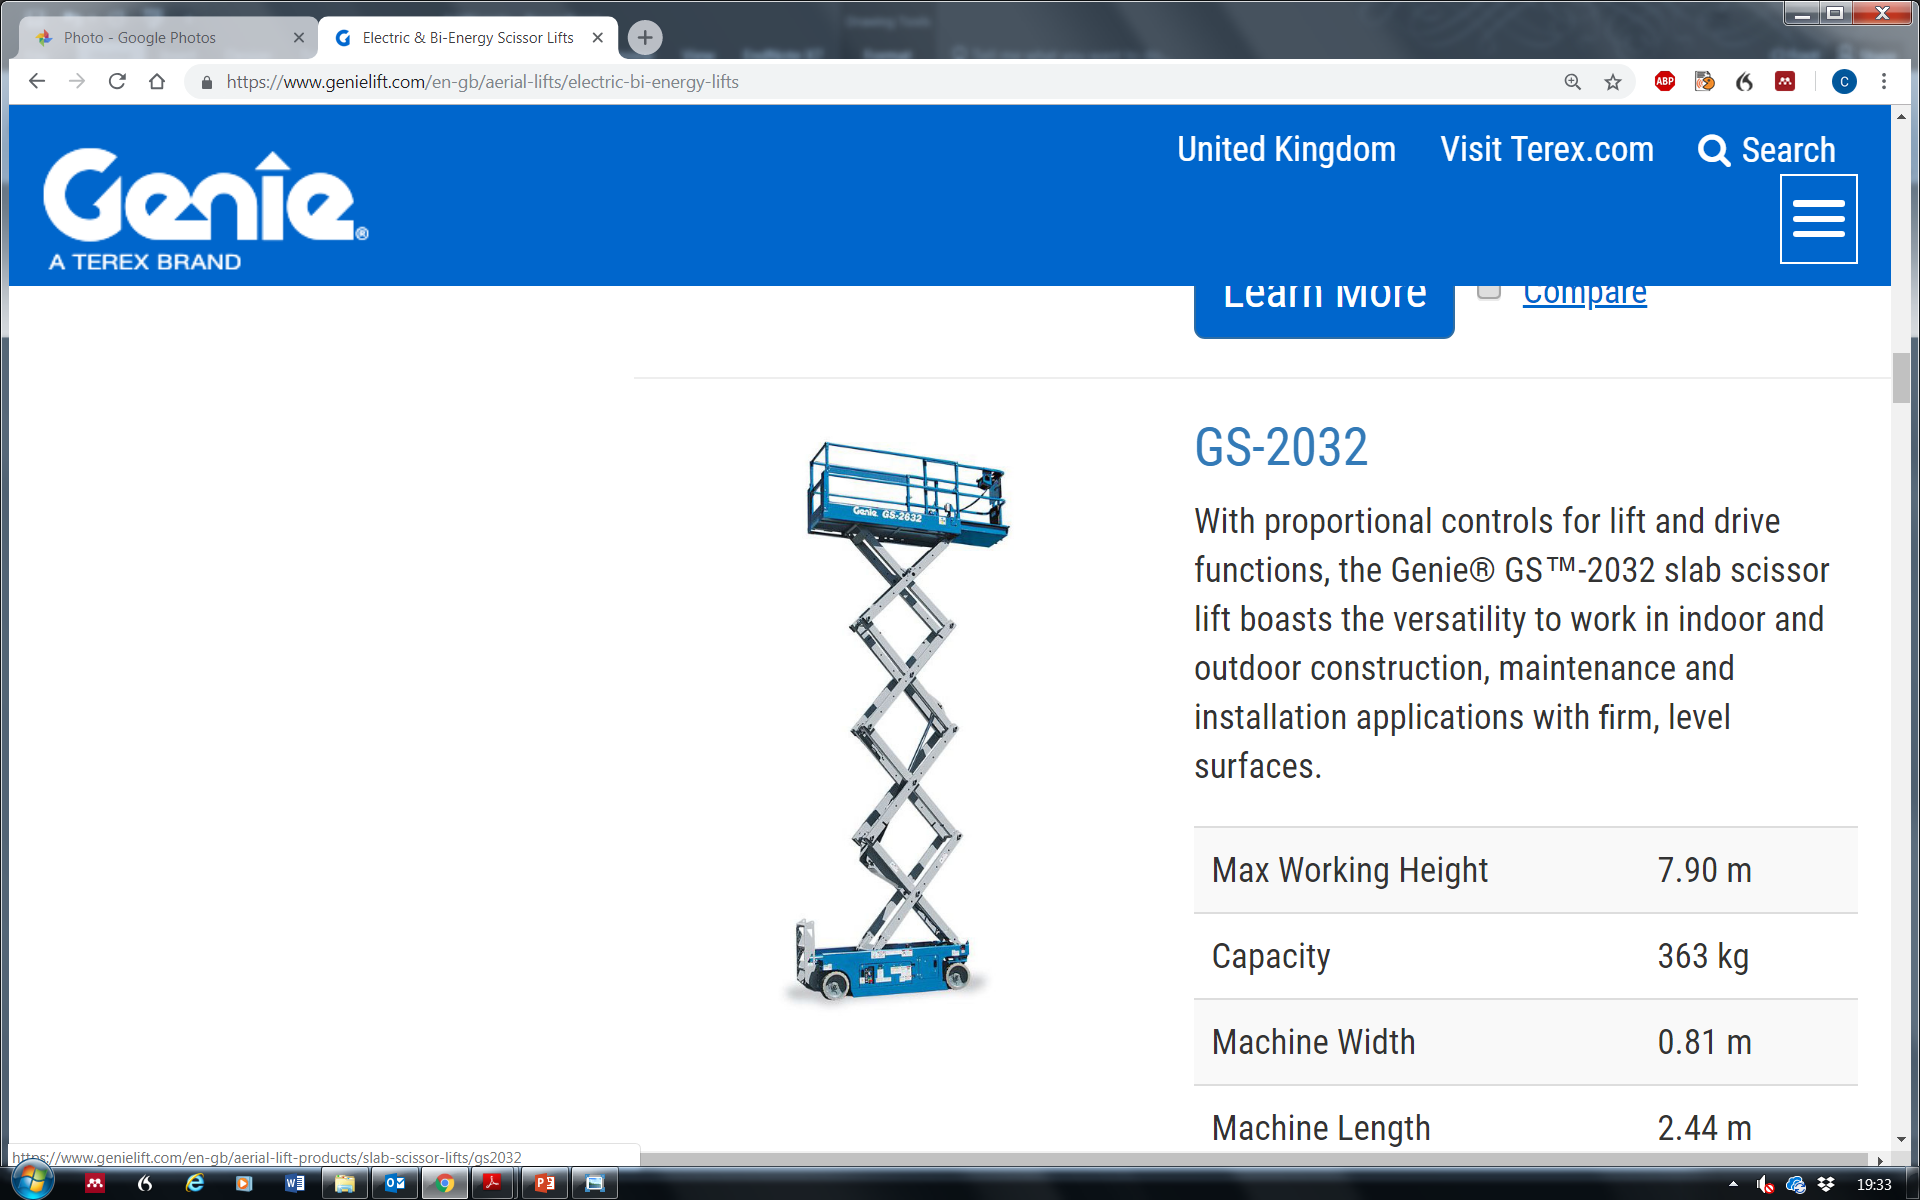 Photo - Google Photos
Electric & Bi-Energy Scissor Lifts
https://www.genielift.com/en-gb/aerial-lifts/electric-bi-energy-lifts
ABP
C
United Kingdom
Visit Terex.com
Search
Genie®
A TEREX BRAND
Learn More
Compare
GS-2032
With proportional controls for lift and drive
functions, the Genie® GS™-2032 slab scissor
lift boasts the versatility to work in indoor and
outdoor construction, maintenance and
installation applications with firm, level
surfaces.
Genie GS-2632
Max Working Height 7.90 m
Capacity 363 kg
Machine Width 0.81 m
Machine Length 2.44 m
https://www.genielift.com/en-gb/aerial-lift-products/slab-scissor-lifts/gs2032
19:33